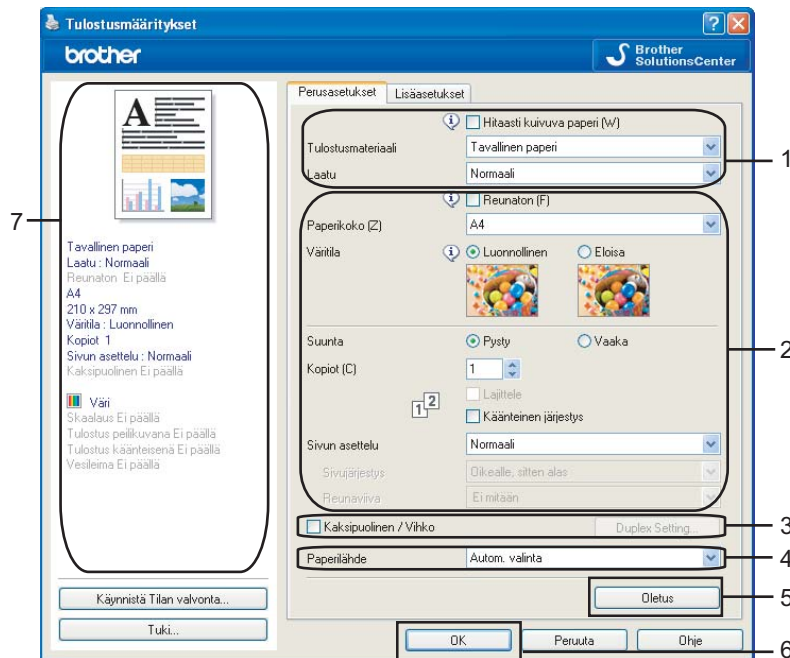 Tulostusmääritykset
brother
Brother
SolutionsCenter
A
Tavallinen paperi
Laatu : Normaali
Reunaton Ei päällä
A4
210 x 297 mm
Väritila : Luonnollinen
Kopiot 1
Sivun asettelu : Normaali
Kaksipuolinen Ei päällä
Väri
Skaalaus Ei päällä
Tulostus peilikuvana Ei päällä
Tulostus käänteisenä Ei päällä
Vesileima Ei päällä
Käynnistä Tilan valvonta...
Tuki...
7
Perusasetukset Lisäasetukset
Hitaasti kuivuva paperi (W)
Tulostusmateriaali Tavallinen paperi
Laatu Normaali
1
Reunaton (F)
Paperikoko (Z) A4
Väritila Luonnollinen Eloisa
Suunta Pysty Vaaka
Kopiot (C) 1
Lajittele
1 2
Käänteinen järjestys
Sivun asettelu Normaali
Sivujärjestys Oikealle, sitten alas
Reunaviiva Ei mitään
2
Kaksipuolinen / Vihko Duplex Setting...
3
Paperilähde Autom. valinta
4
Oletus
5
OK Peruuta Ohje
6